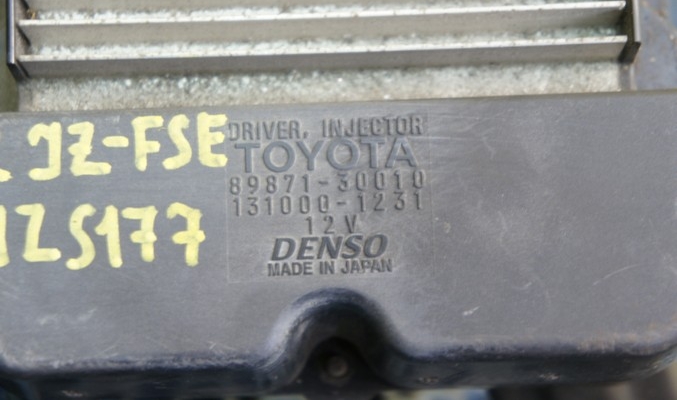 JZ-FSE
DRIVER, INJECTOR
TOYOTA
89871-30010
131000-1231
12V
DENSO
MADE IN JAPAN
JZS177